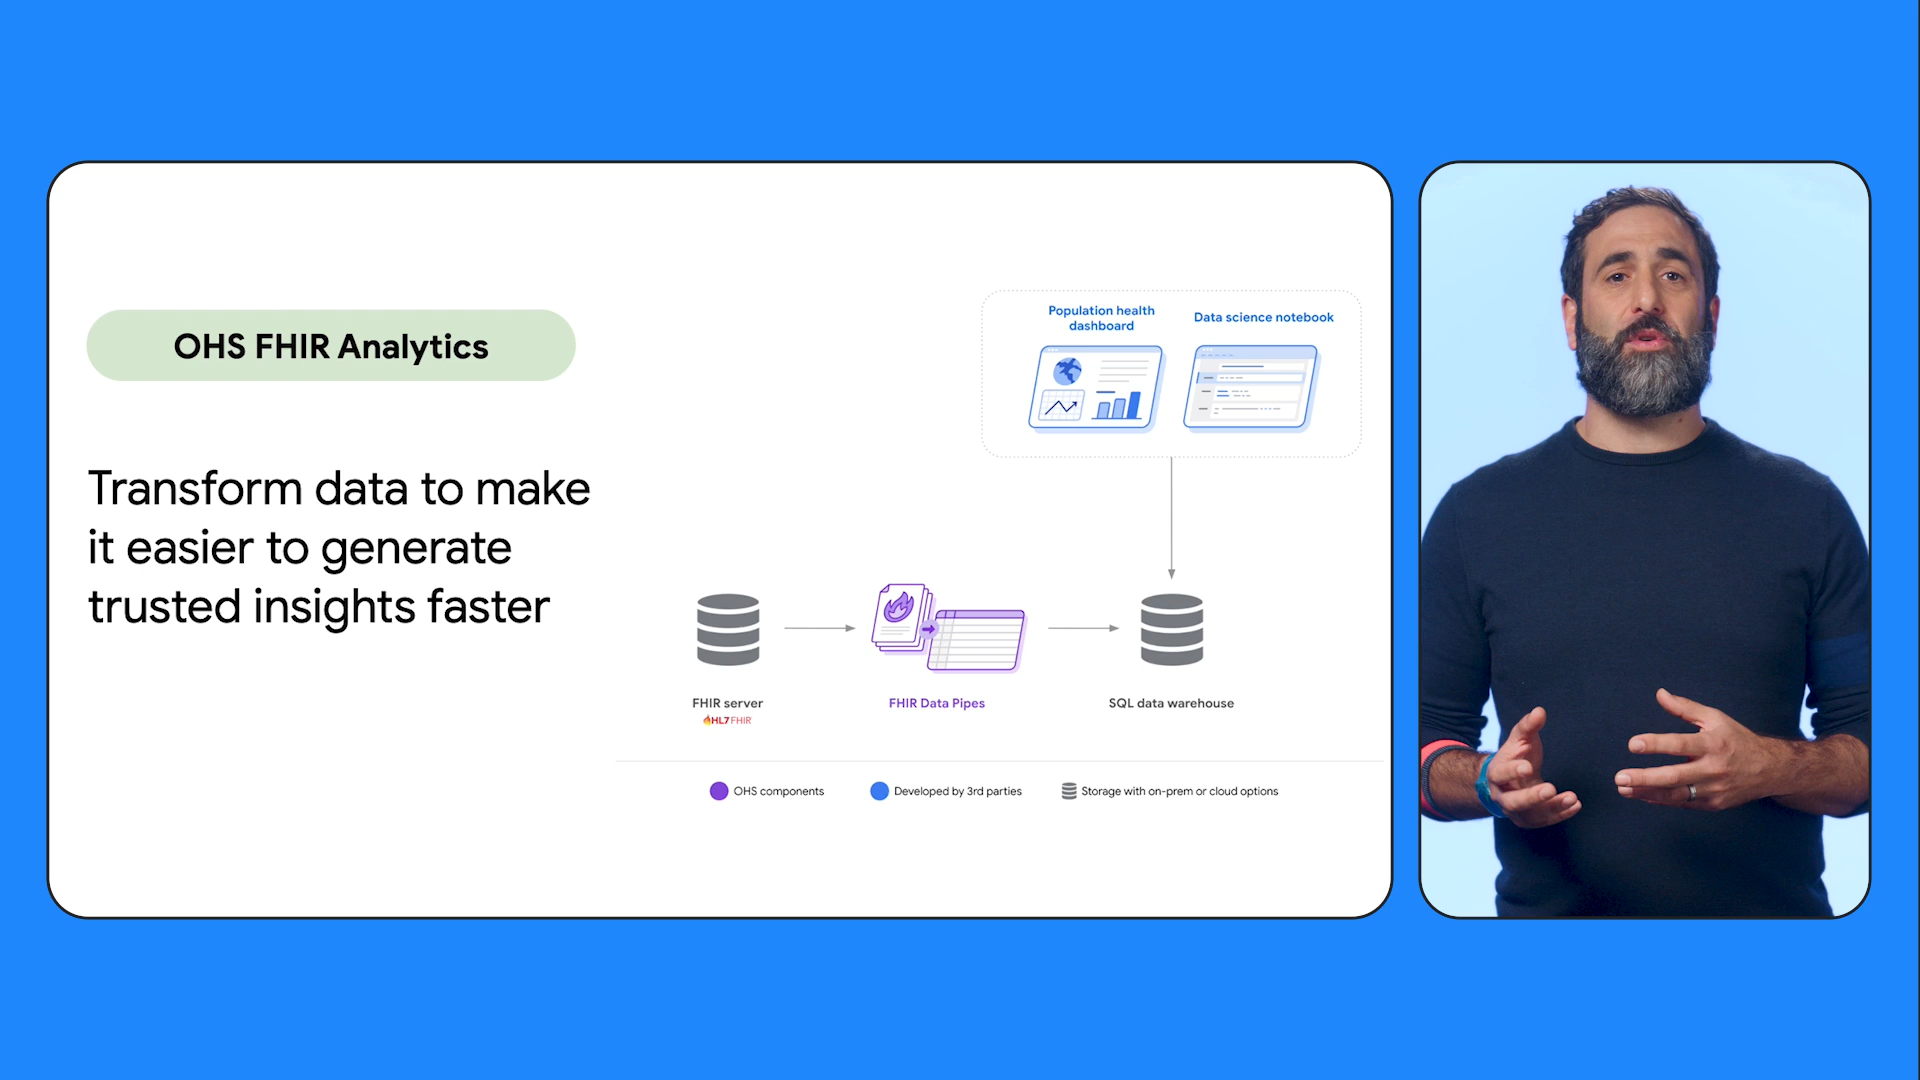 OHS FHIR Analytics
Transform data to make
it easier to generate
trusted insights faster
Population health
dashboard
Data science notebook
FHIR server
HL7 FHIR
FHIR Data Pipes
SQL data warehouse
OHS components
Developed by 3rd parties
Storage with on-prem or cloud options